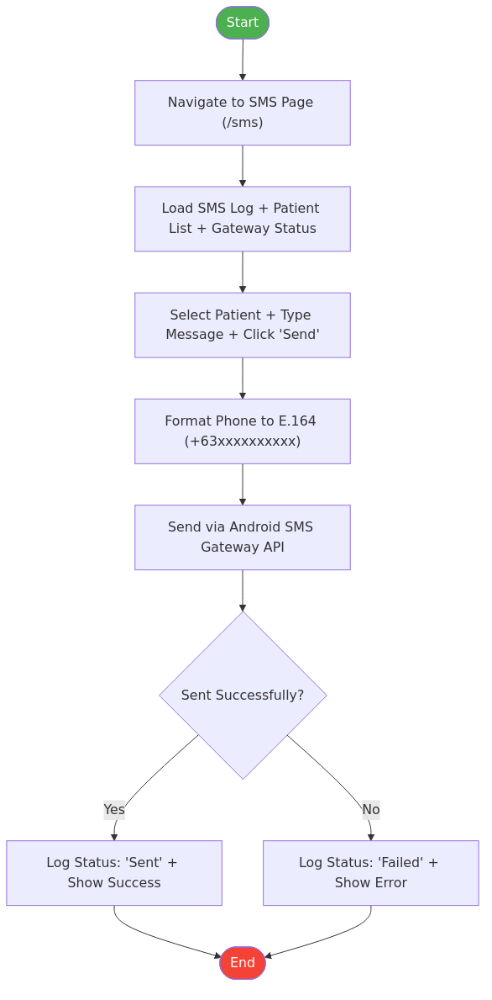 Start
Navigate to SMS Page
(/sms)
Load SMS Log + Patient
List + Gateway Status
Select Patient + Type
Message + Click 'Send'
Format Phone to E.164
(+63xxxxxxxxxx)
Send via Android SMS
Gateway API
Sent Successfully?
Yes
No
Log Status: 'Sent' +
Show Success
Log Status: 'Failed' +
Show Error
End